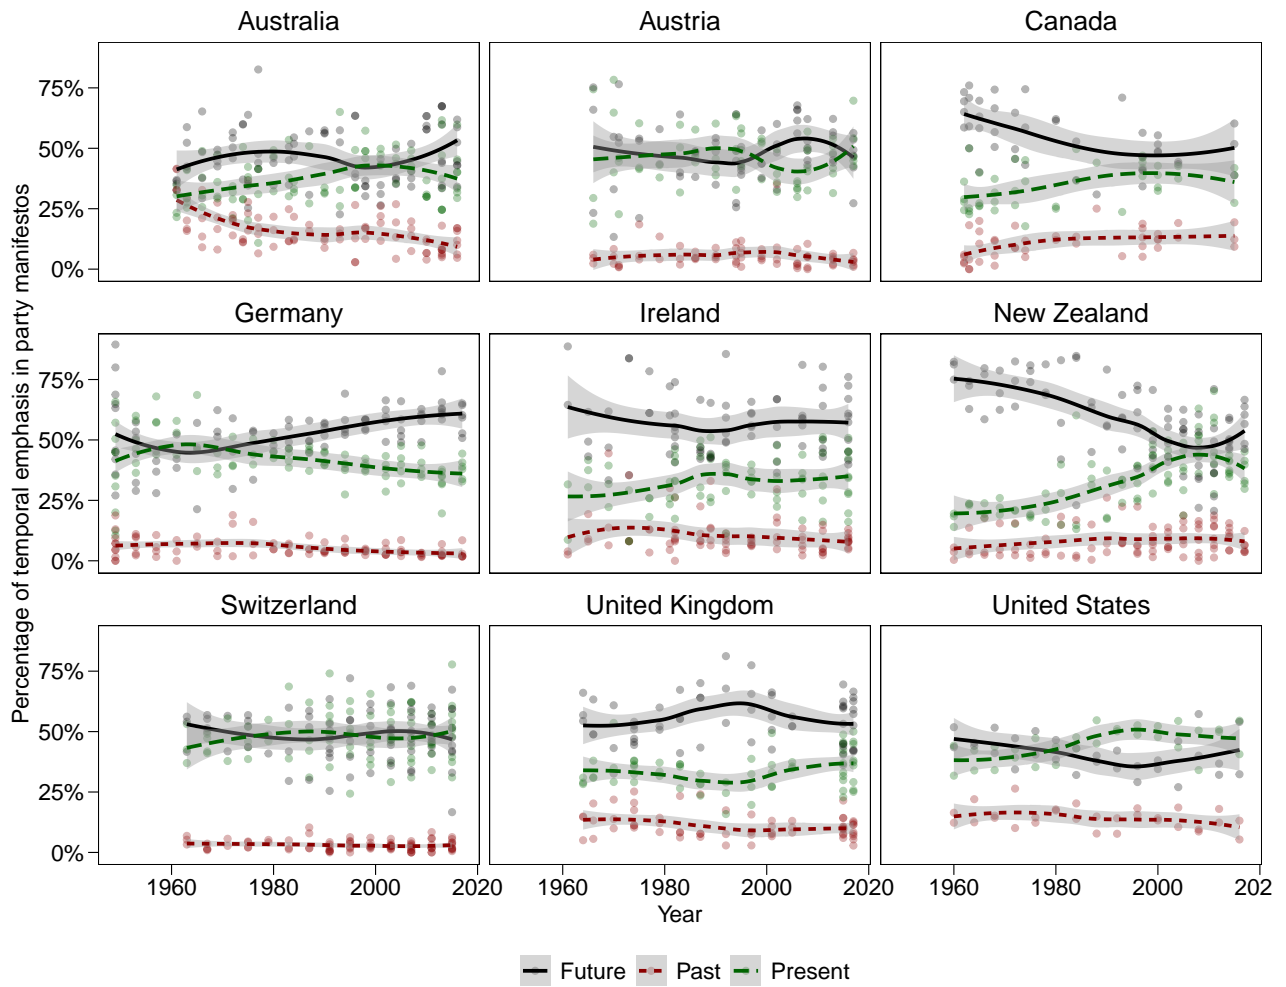 Australia Austria Canada
75%
50%
25%
0%
Germany Ireland New Zealand
75%
50%
25%
0%
Switzerland United Kingdom United States
75%
50%
25%
0%
1960 1980 2000 2020 1960 1980 2000 2020 1960 1980 2000 202
Year
Percentage of temporal emphasis in party manifestos
Future Past Present